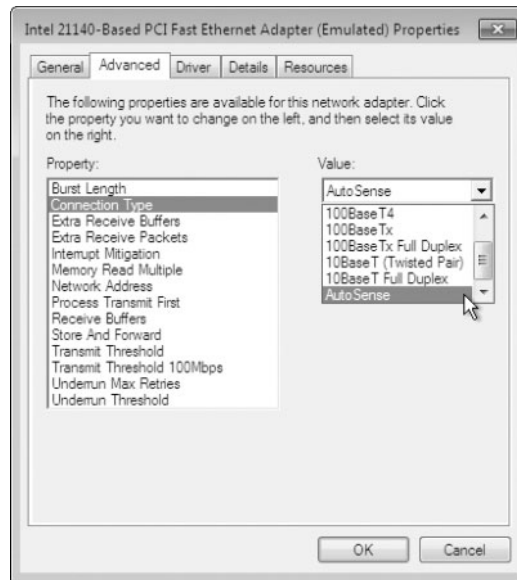 Intel 21140-Based PCI Fast Ethernet Adapter (Emulated) Properties
General Advanced Driver Details Resources
The following properties are available for this network adapter. Click
the property you want to change on the left, and then select its value
on the right.
Property:
Burst Length
Connection Type
Extra Receive Buffers
Extra Receive Packets
Interrupt Mitigation
Memory Read Multiple
Network Address
Process Transmit First
Receive Buffers
Store And Forward
Transmit Threshold
Transmit Threshold 100Mbps
Underrun Max Retries
Underrun Threshold
Value:
AutoSense
100BaseT4
100BaseTx
100BaseTx Full Duplex
10BaseT (Twisted Pair)
10BaseT Full Duplex
AutoSense
OK Cancel